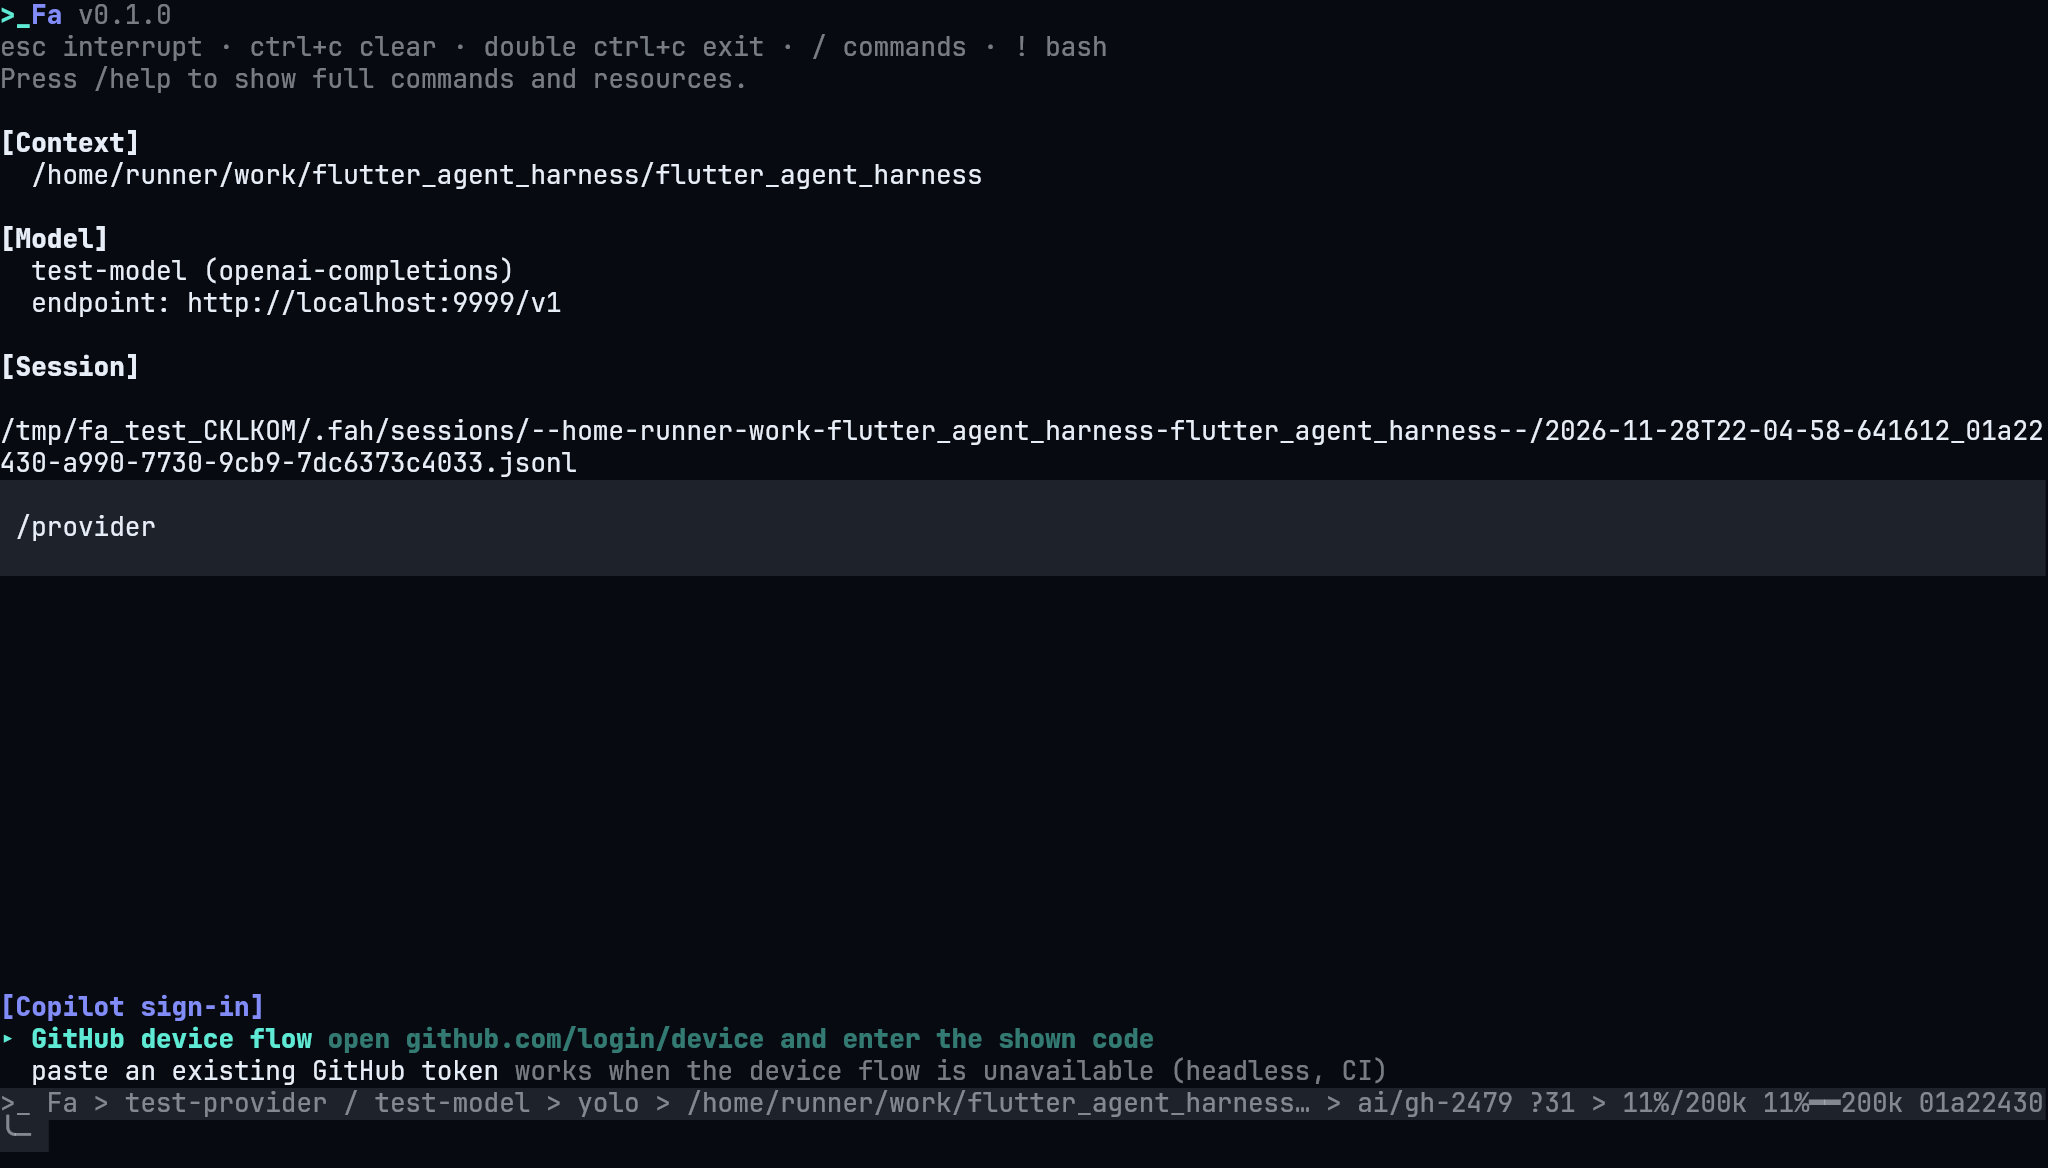 >_Fa v0.1.0
esc interrupt · ctrl+c clear · double ctrl+c exit · / commands · ! bash
Press /help to show full commands and resources.
[Context]
/home/runner/work/flutter_agent_harness/flutter_agent_harness
[Model]
test-model (openai-completions)
endpoint: http://localhost:9999/v1
[Session]
/tmp/fa_test_CKLKOM/.fah/sessions/--home-runner-work-flutter_agent_harness-flutter_agent_harness--/2026-11-28T22-04-58-641612_01a22
430-a990-7730-9cb9-7dc6373c4033.jsonl
/provider
[Copilot sign-in]
▸ GitHub device flow open github.com/login/device and enter the shown code
paste an existing GitHub token works when the device flow is unavailable (headless, CI)
>_ Fa > test-provider / test-model > yolo > /home/runner/work/flutter_agent_harness… > ai/gh-2479 ?31 > 11%/200k 11%━━200k 01a22430
╰─